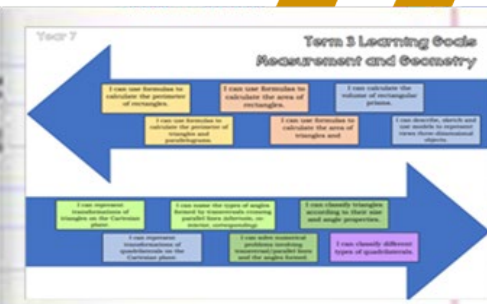 Year 7
Term 3 Learning Goals
Measurement and Geometry
I can use formulas to
calculate the perimeter
of rectangles.
I can use formulas to
calculate the area of
rectangles.
I can calculate the
volume of rectangular
prisms.
I can use formulas to
calculate the perimeter of
triangles and
parallelograms.
I can use formulas to
calculate the area of
triangles and
I can describe, sketch and
use models to represent
views three-dimensional
objects.
I can represent
transformations of
triangles on the Cartesian
plane.
I can name the types of angles
formed by transversals crossing
parallel lines
corresponding)
I can classify triangles
according to their size
and angle properties.
I can represent
transformations of
quadrilaterals on the
Cartesian plane.
I can solve numerical
problems involving
transversal/parallel lines
and the angles formed
I can classify different
types of quadrilaterals.